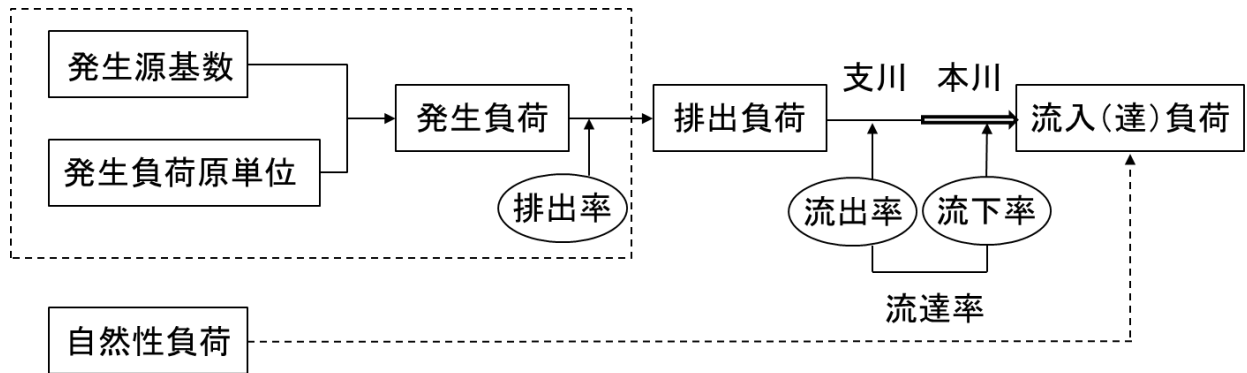 発生源基数
発生負荷原単位
発生負荷
排出率
排出負荷
支川
本川
流入(達)負荷
流出率
流下率
流達率
自然性負荷